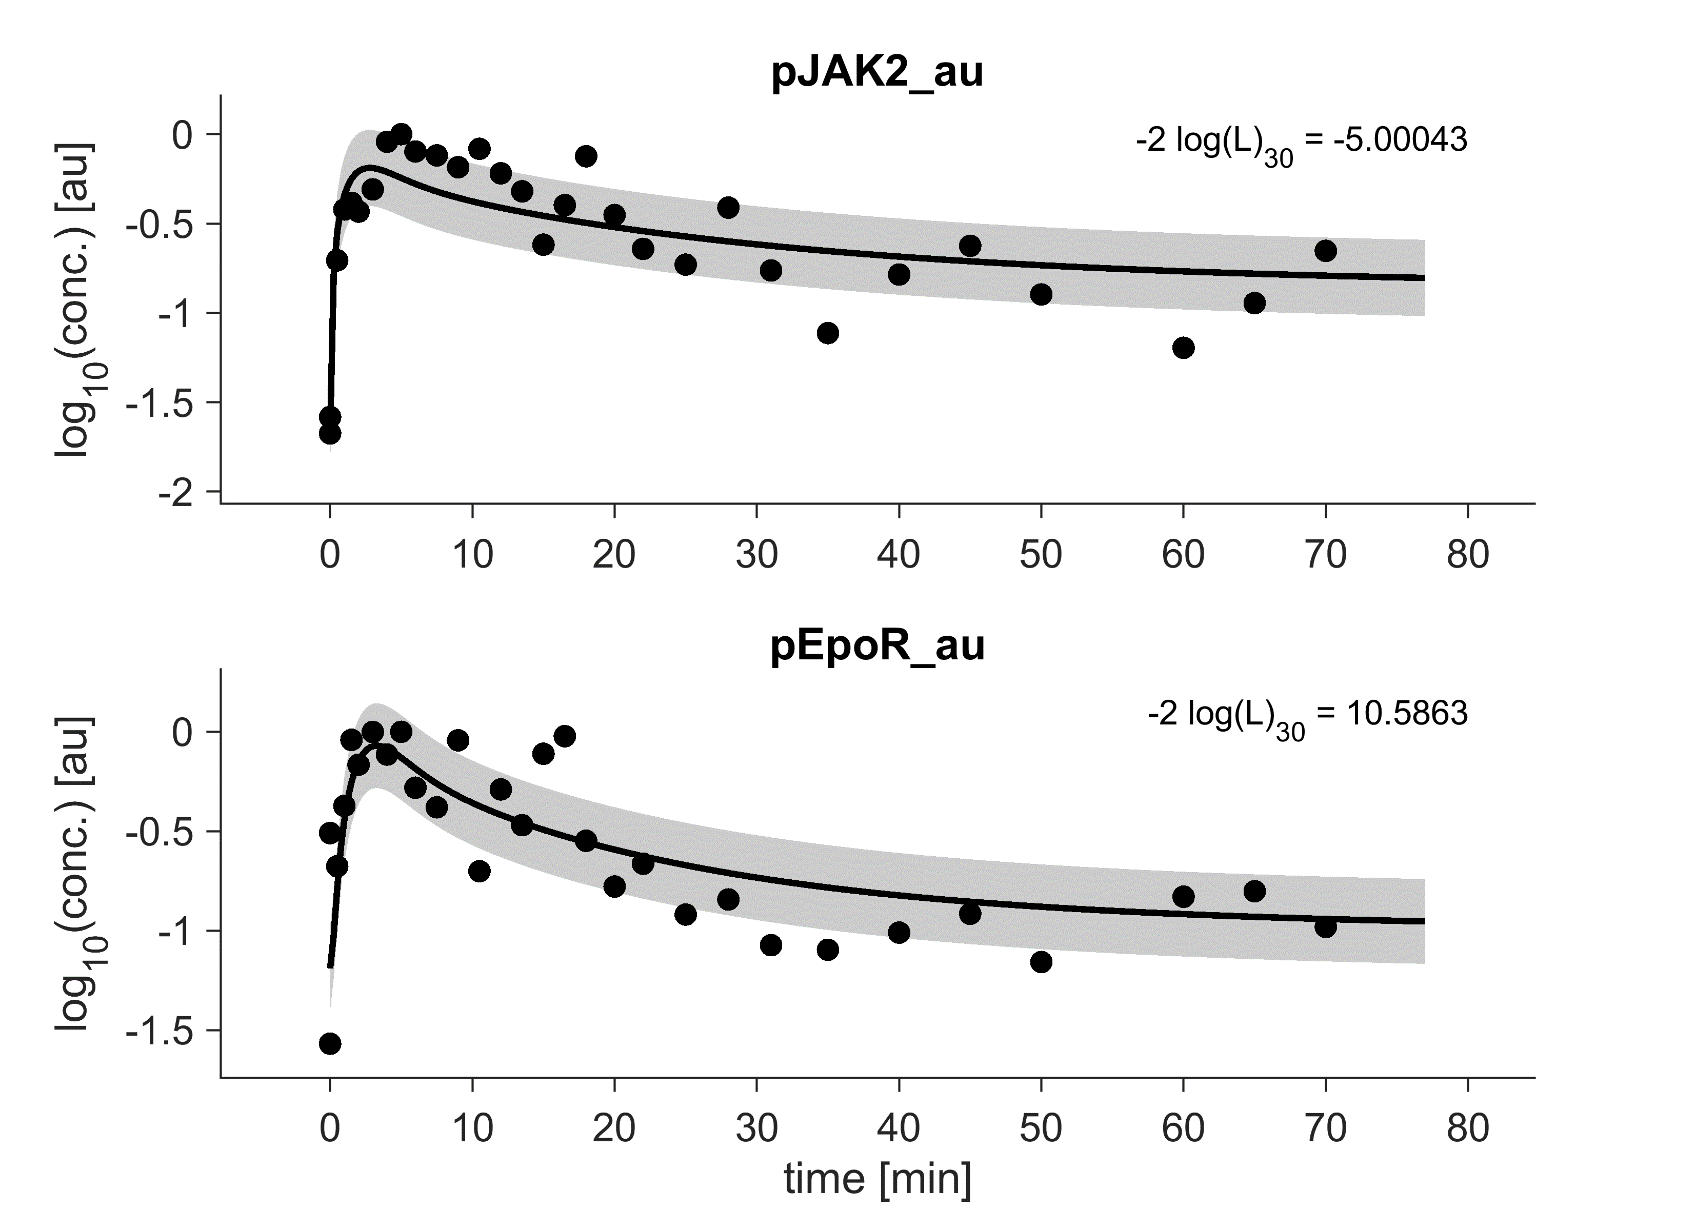 pJAK2_au
-2 log(L)30 = -5.00043
log10(conc.) [au]
0
-0.5
-1
-1.5
-2
0 10 20 30 40 50 60 70 80
pEpoR_au
-2 log(L)30 = 10.5863
log10(conc.) [au]
0
-0.5
-1
-1.5
0 10 20 30 40 50 60 70 80
time [min]